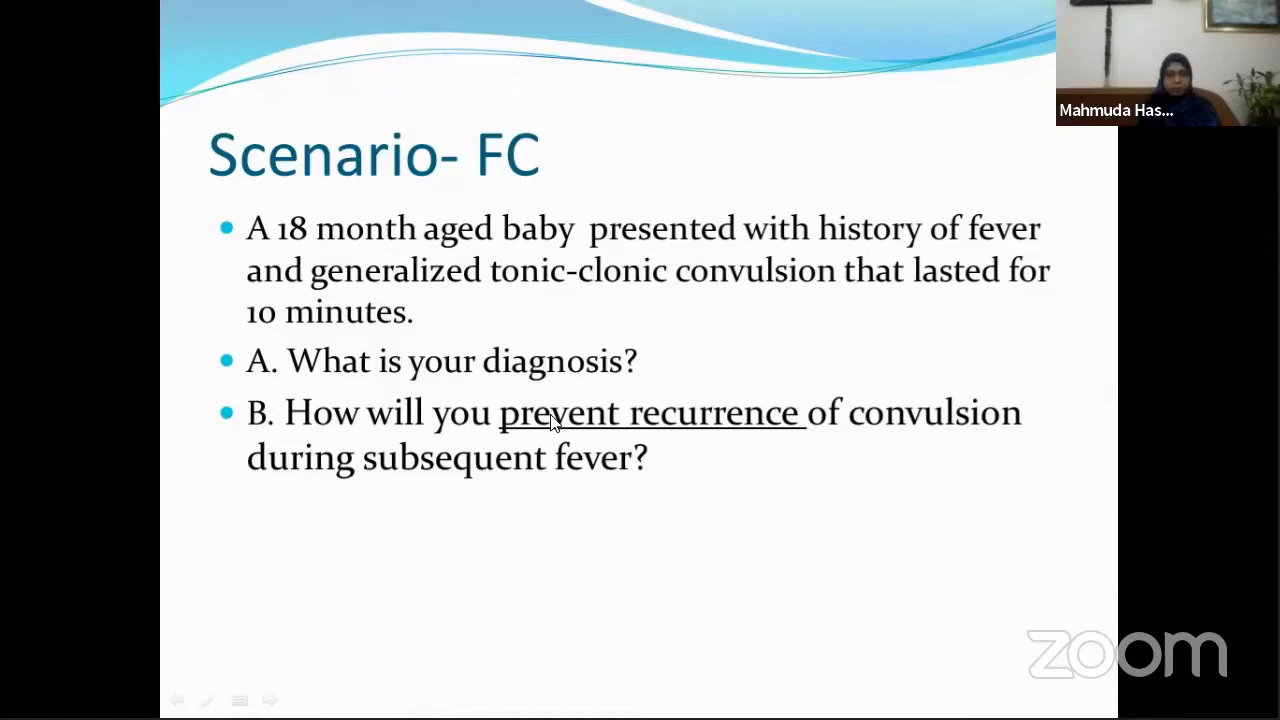 Mahmuda Has...
Scenario- FC
A 18 month aged baby presented with history of fever
and generalized tonic-clonic convulsion that lasted for
10 minutes.
A. What is your diagnosis?
B. How will you prevent recurrence of convulsion
during subsequent fever?
zoom